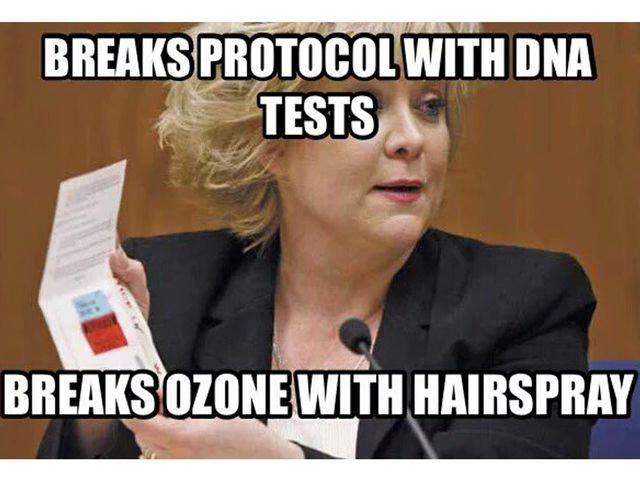 BREAKS PROTOCOL WITH DNA
TESTS
BREAKS OZONE WITH HAIRSPRAY